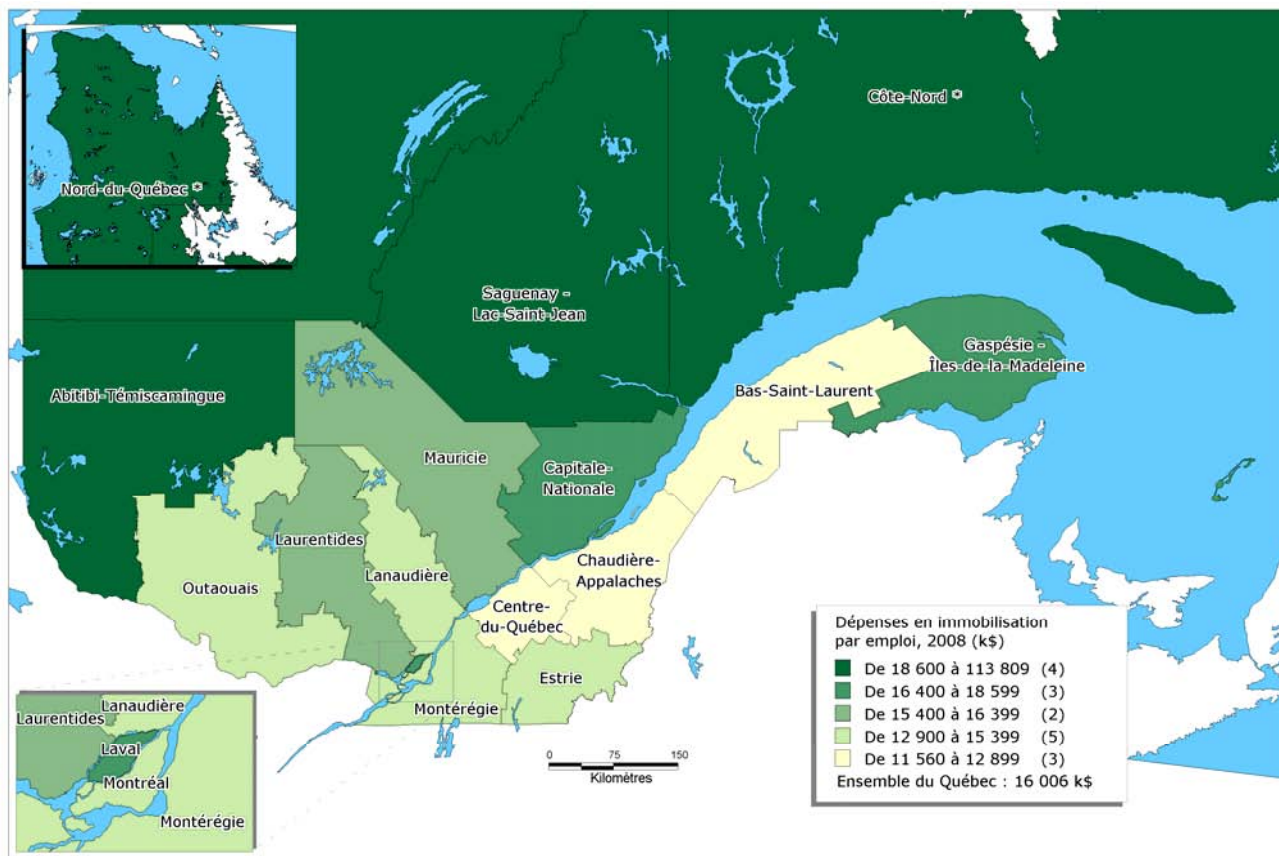 Côte-Nord *
Nord-du-Québec *
Saguenay -
Lac-Saint-Jean
Gaspésie -
Îles-de-la-Madeleine
Bas-Saint-Laurent
Abitibi-Témiscamingue
Mauricie
Capitale-
Nationale
Laurentides
Chaudière-
Appalaches
Lanaudière
Outaouais
Centre-
du-Québec
Estrie
Montérégie
Dépenses en immobilisation
par emploi, 2008 (k$)
De 18 600 à 113 809 (4)
De 16 400 à 18 599 (3)
De 15 400 à 16 399 (2)
De 12 900 à 15 399 (5)
De 11 560 à 12 899 (3)
Ensemble du Québec : 16 006 k$
0 75 150
Kilomètres
Lanaudière
Laurentides
Laval
Montréal
Montérégie